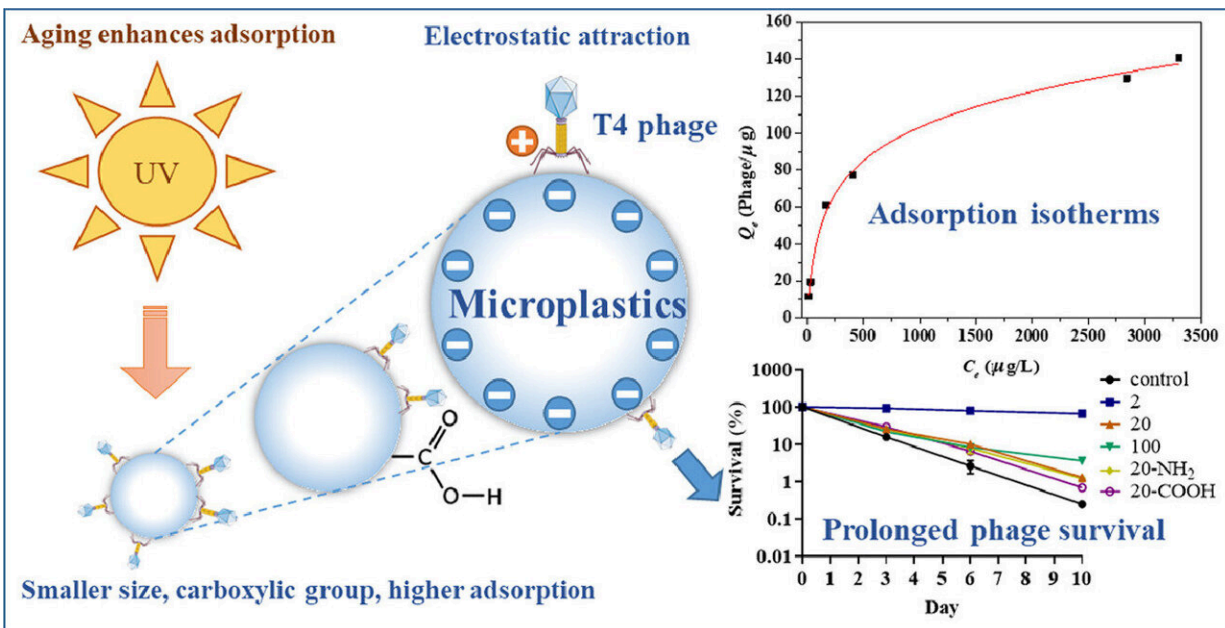 Aging enhances adsorption
UV
Electrostatic attraction
T4 phage
+
Microplastics
− − − − − − − − − −
C
O
O–H
Smaller size, carboxylic group, higher adsorption
160
140
120
100
80
60
40
20
0
Qe (Phage/μg)
Adsorption isotherms
0 500 1000 1500 2000 2500 3000
Ce (μg/L)
1000
100
10
1
0.1
0.01
Survival (%)
control
2
20
100
20-NH₂
20-COOH
Prolonged phage survival
0 1 2 3 4 5 6 7 8 9 10
Day